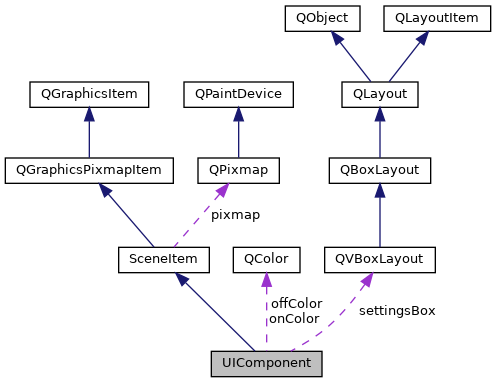 QObject
QLayoutItem
QGraphicsItem
QPaintDevice
QLayout
QGraphicsPixmapItem
QPixmap
QBoxLayout
pixmap
SceneItem
QColor
QVBoxLayout
offColor
onColor
settingsBox
UIComponent